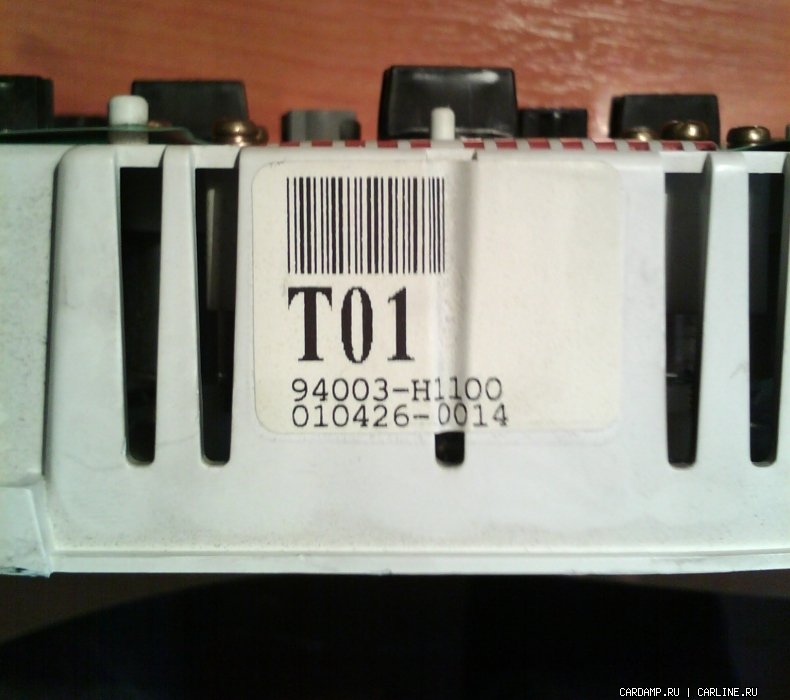 T01
94003-H1100
010426-0014
CARDAMP.RU | CARLINE.RU